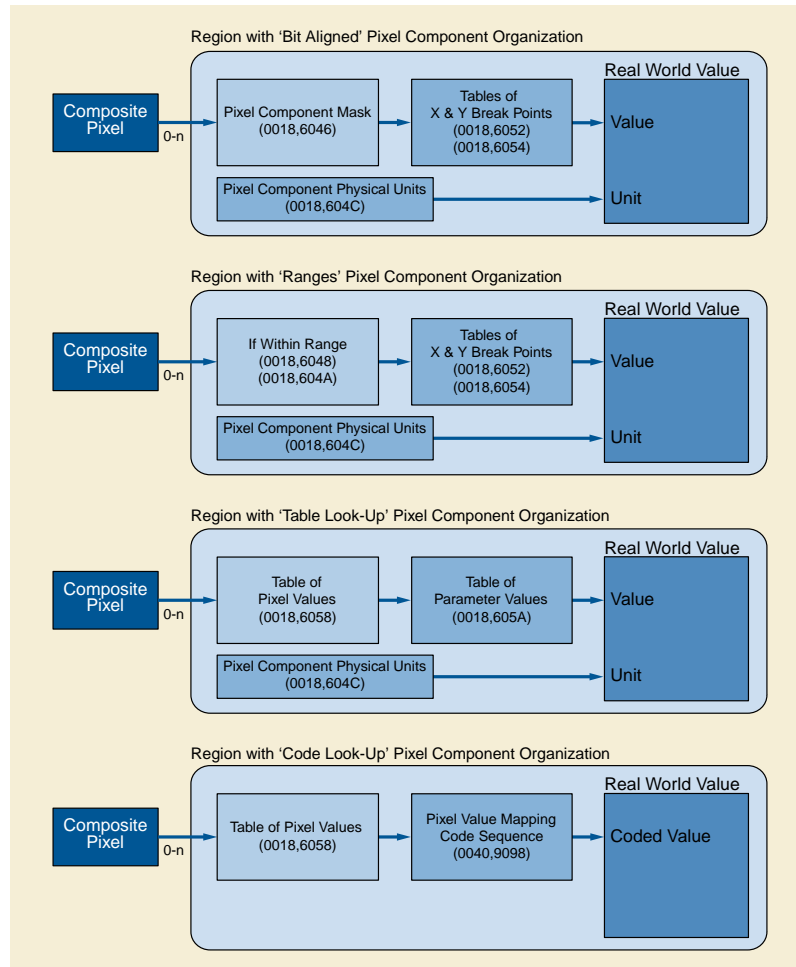 Region with ‘Bit Aligned’ Pixel Component Organization
Composite
Pixel
0-n
Pixel Component Mask
(0018,6046)
Tables of
X & Y Break Points
(0018,6052)
(0018,6054)
Real World Value
Value
Pixel Component Physical Units
(0018,604C)
Unit
Region with ‘Ranges’ Pixel Component Organization
Composite
Pixel
0-n
If Within Range
(0018,6048)
(0018,604A)
Tables of
X & Y Break Points
(0018,6052)
(0018,6054)
Real World Value
Value
Pixel Component Physical Units
(0018,604C)
Unit
Region with ‘Table Look-Up’ Pixel Component Organization
Composite
Pixel
0-n
Table of
Pixel Values
(0018,6058)
Table of
Parameter Values
(0018,605A)
Real World Value
Value
Pixel Component Physical Units
(0018,604C)
Unit
Region with ‘Code Look-Up’ Pixel Component Organization
Composite
Pixel
0-n
Table of Pixel Values
(0018,6058)
Pixel Value Mapping
Code Sequence
(0040,9098)
Real World Value
Coded Value